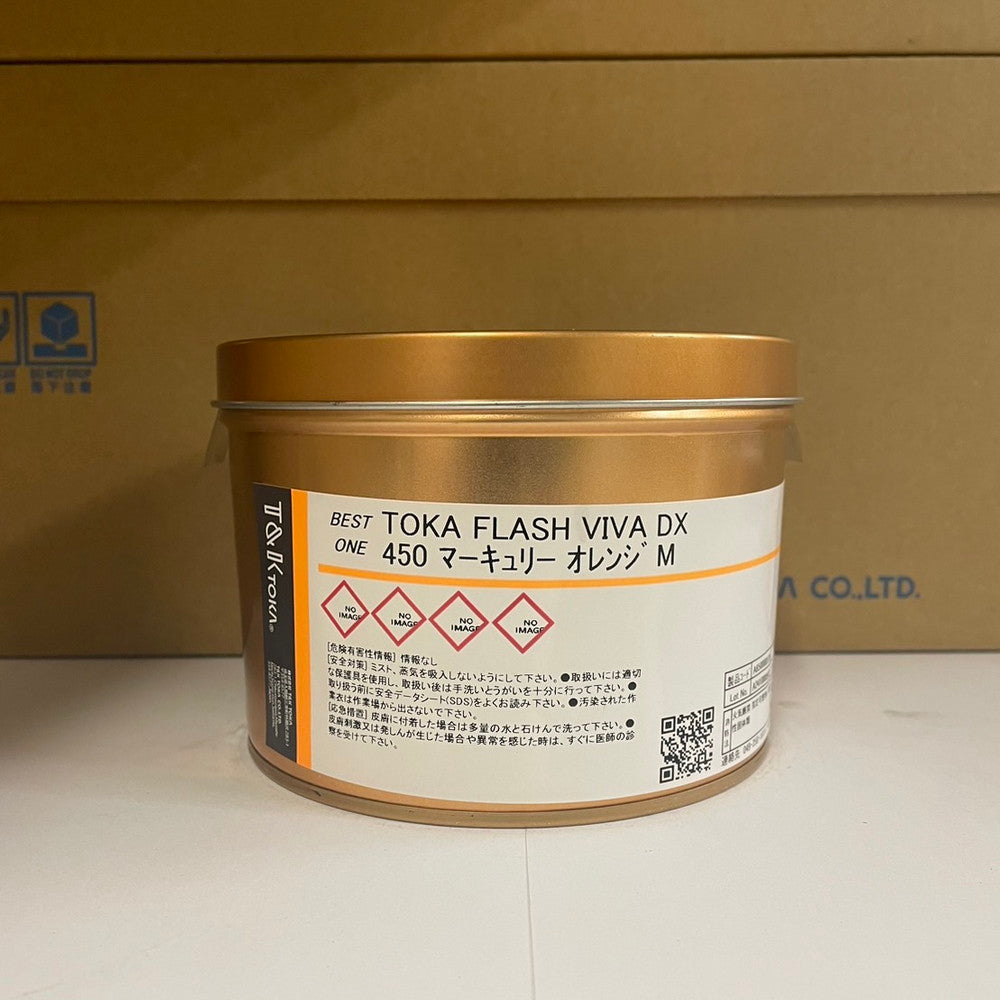 DO NOT DROP
CO.,LTD.
T&K TOKA®
BEST ONE TOKA FLASH VIVA DX
450 マーキュリー オレンジ M
NO IMAGE
NO IMAGE
NO IMAGE
NO IMAGE
[危険有害性情報] 情報なし
[安全対策] ミスト、蒸気を吸入しないようにして下さい。●取扱いには適切
な保護具を使用し、取扱い後は手洗いとうがいを十分に行って下さい。●
取り扱う前に安全データシート(SDS)をよくお読み下さい。●汚染された作
業衣は作業場から出さないで下さい。
[応急措置] 皮膚に付着した場合は多量の水と石けんで洗って下さい。●
皮膚刺激又は発しんが生じた場合や異常を感じた時は、すぐに医師の診
察を受けて下さい。
製品コード
Lot No.
連絡先